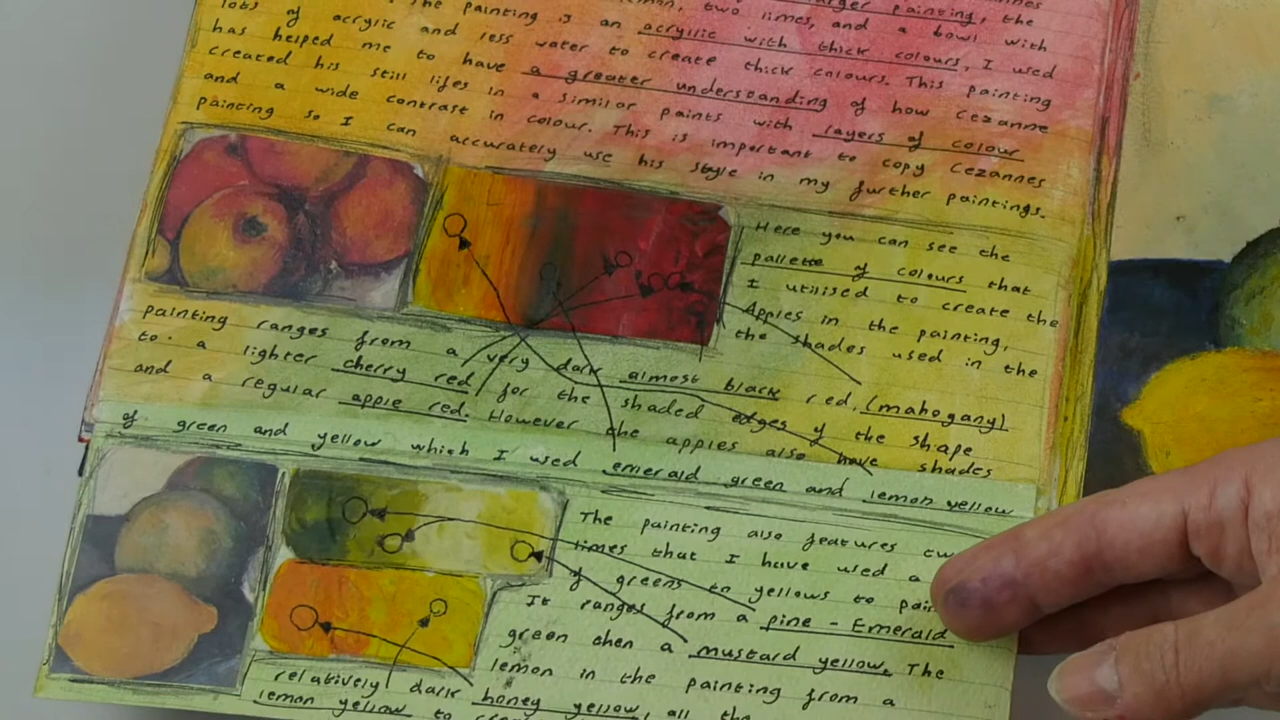 larger painting, the
lemon, two limes, and a bowl with
lots The painting is an acryllic with thick colours, I used
of acrylic and less water to create thick colours. This painting
has helped me to have a greater underspanding of how Cezanne
created his still lifes in a similar paints with layers of colour
and a wide contrast in colour. This is important to copy Cezannes
painting so I can accurately use his style in my further paintings.
Here you can see the
pallette of colours that
I utilised to create the
Apples in the painting,
the shades used in the
painting ranges from a very dark almost black red, (mahogany)
to a lighter cherry red for the shaded edges of the shape
and a regular apple red. However the apples also have shades
of green and yellow which I used emerald green and lemon yellow
The painting also features
limes that I have used a
of greens to yellows to
It ranges from a pine - Emerald
green then a mustard yellow. The
lemon in the painting from a
relatively dark honey yellow, all the
lemon yellow to